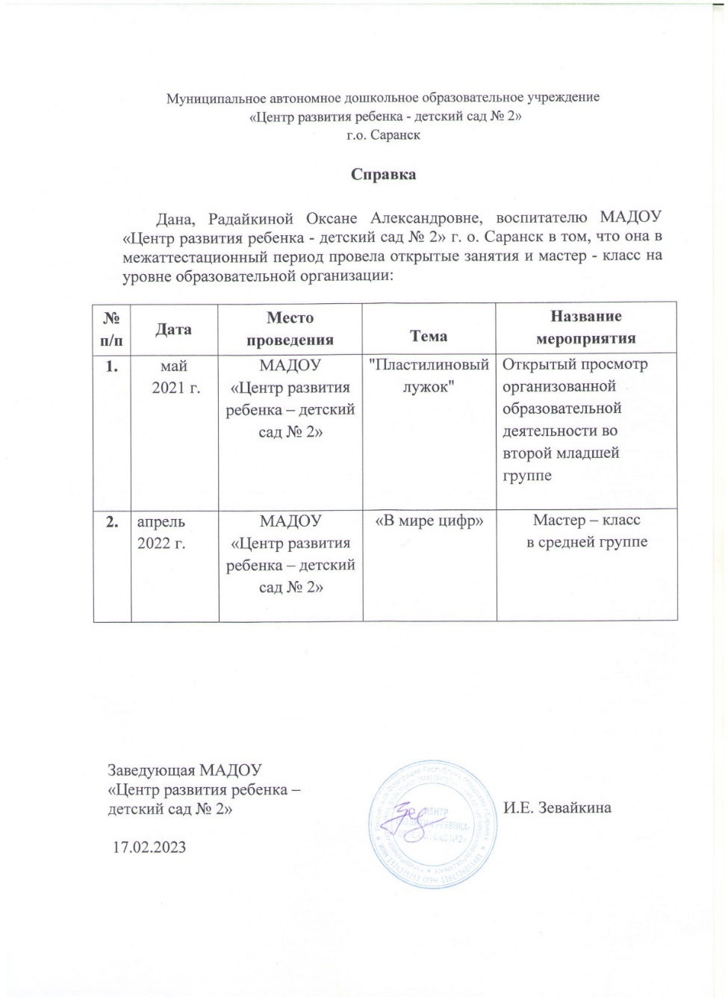 Муниципальное автономное дошкольное образовательное учреждение
«Центр развития ребенка - детский сад № 2»
г.о. Саранск
Справка
Дана, Радайкиной Оксане Александровне, воспитателю МАДОУ
«Центр развития ребенка - детский сад № 2» г. о. Саранск в том, что она в
межаттестационный период провела открытые занятия и мастер - класс на
уровне образовательной организации:
№
п/п
Дата
Место
проведения
Тема
Название
мероприятия
1.
май
2021 г.
МАДОУ
«Центр развития
ребенка – детский
сад № 2»
"Пластилиновый
лужок"
Открытый просмотр
организованной
образовательной
деятельности во
второй младшей
группе
2.
апрель
2022 г.
МАДОУ
«Центр развития
ребенка – детский
сад № 2»
«В мире цифр»
Мастер – класс
в средней группе
Заведующая МАДОУ
«Центр развития ребенка –
детский сад № 2»
И.Е. Зевайкина
17.02.2023
ЦЕНТР
РАЗВИТИЯ РЕБЕНКА-
ДЕТСКИЙ САД №2»